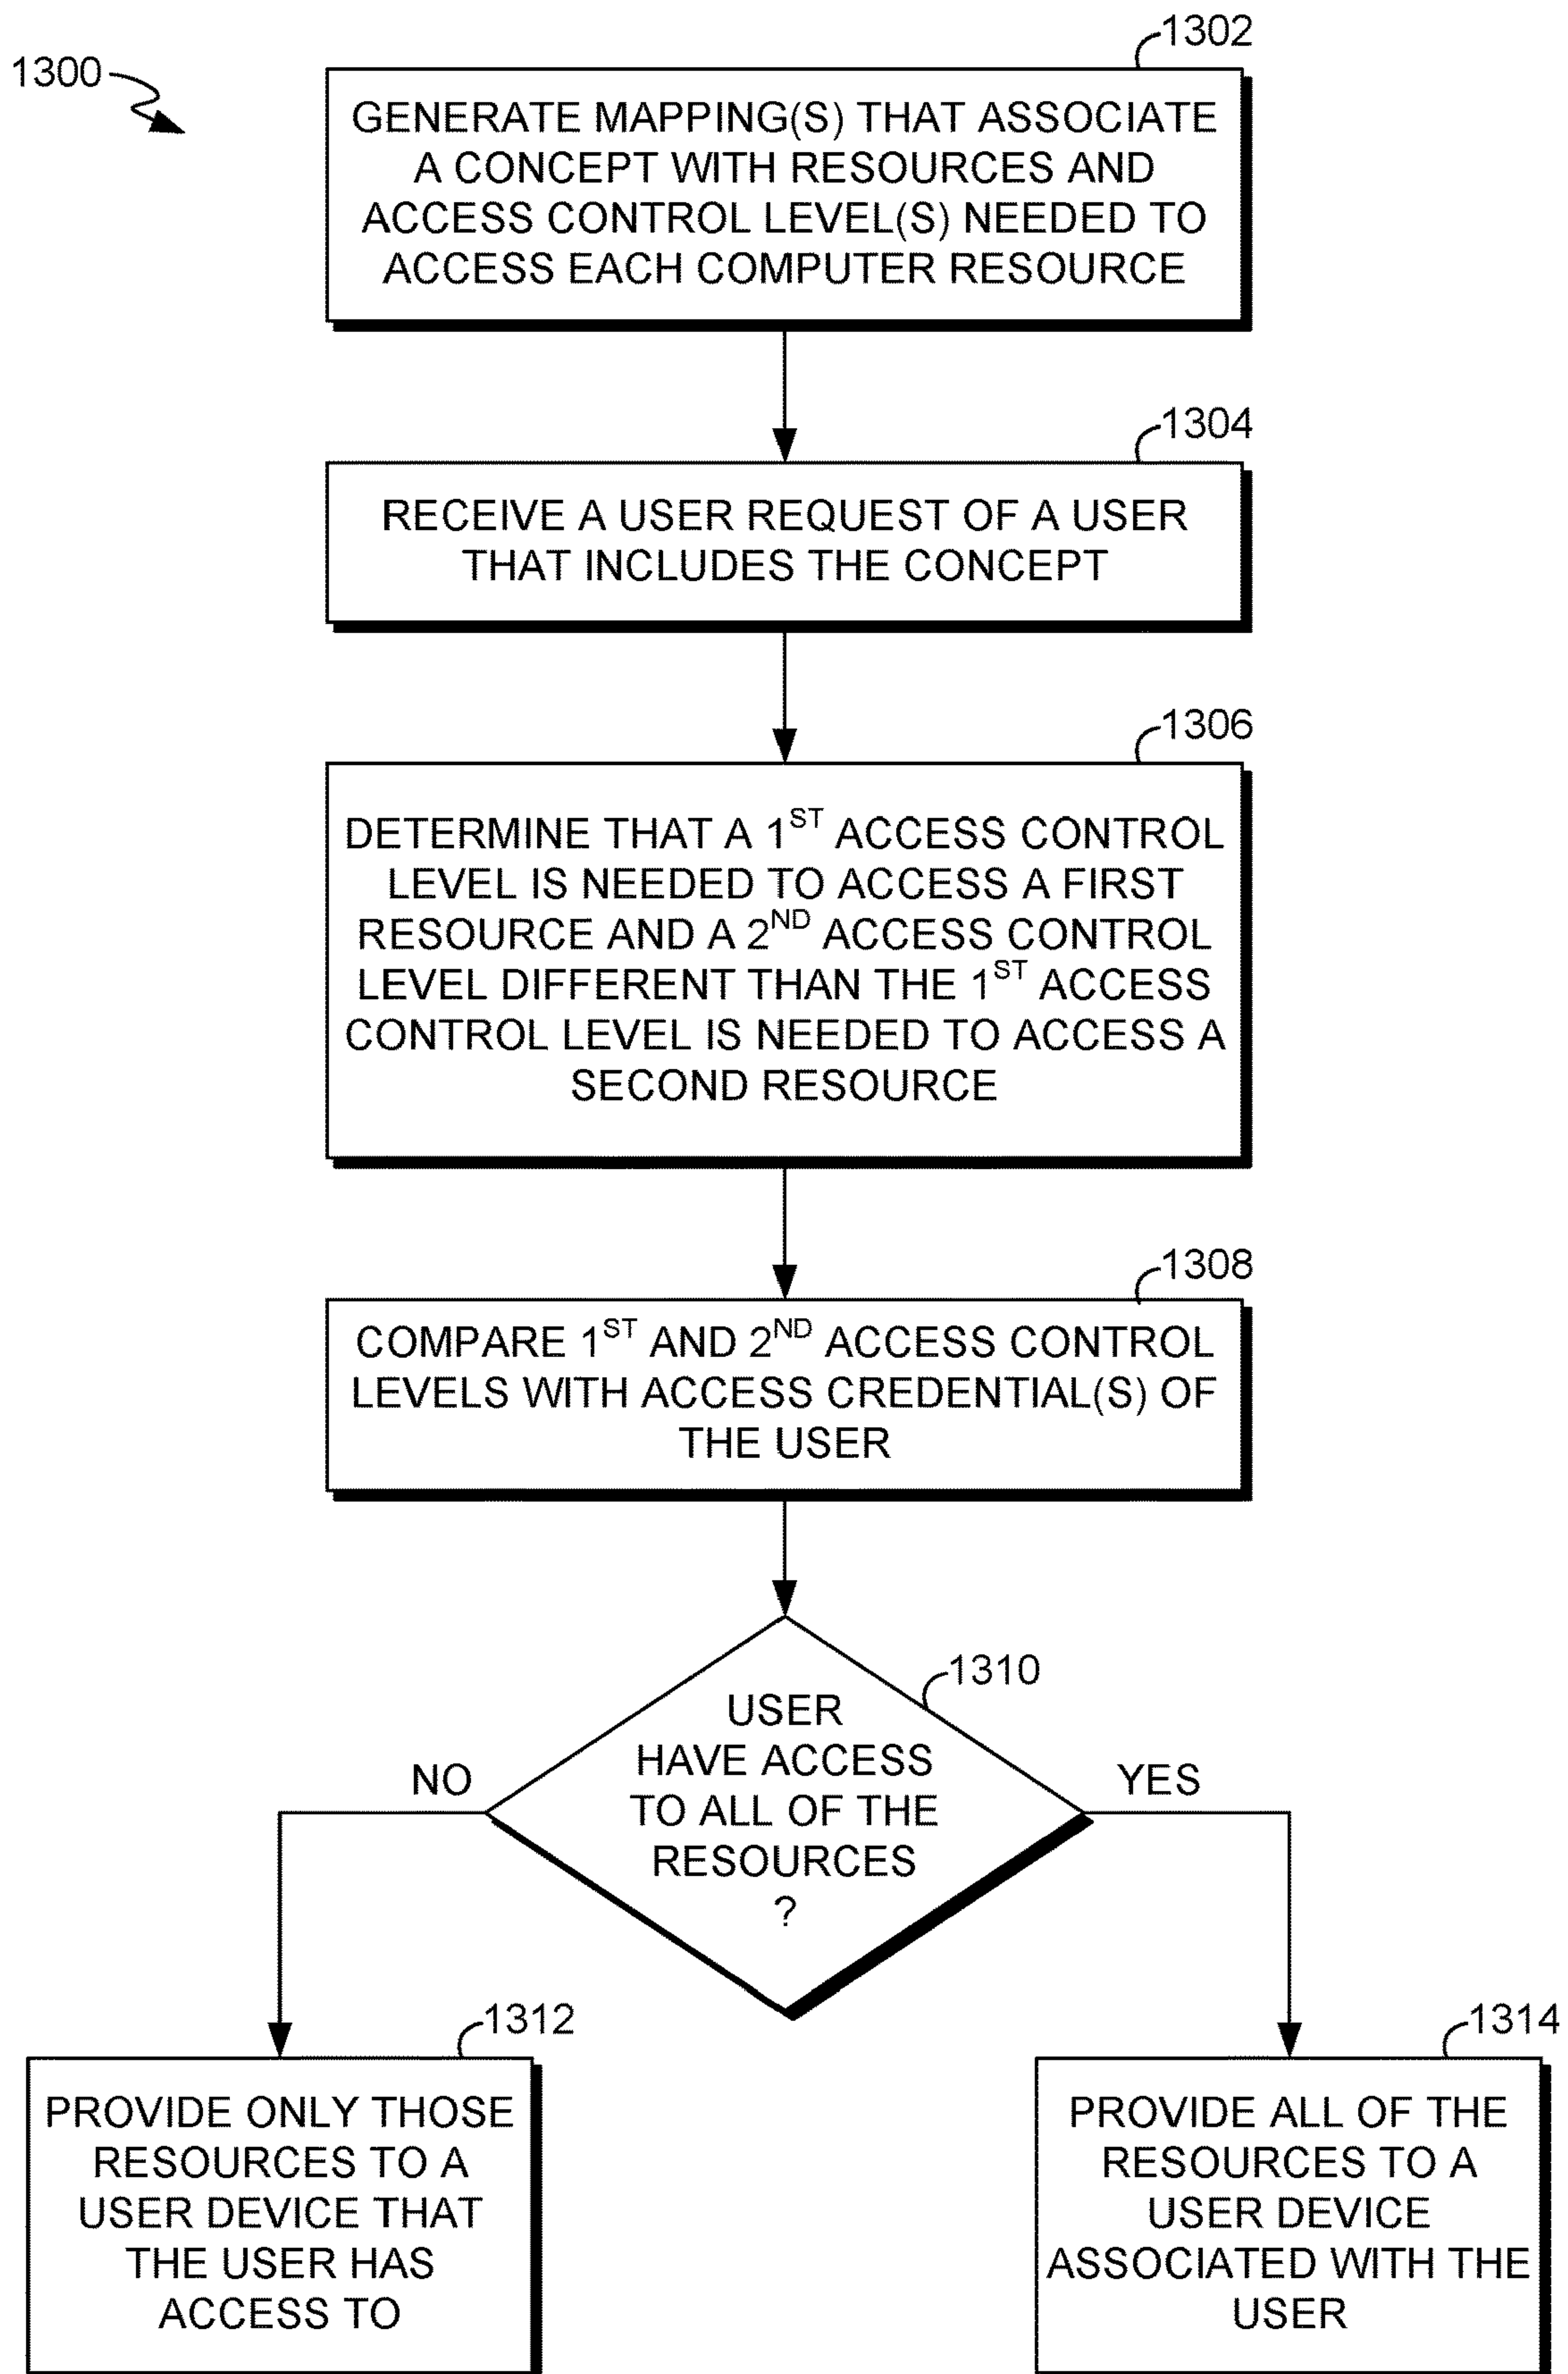 1302
1300
GENERATE MAPPING(S) THAT ASSOCIATE
A CONCEPT WITH RESOURCES AND
ACCESS CONTROL LEVEL(S) NEEDED TO
ACCESS EACH COMPUTER RESOURCE
1304
RECEIVE A USER REQUEST OF A USER
THAT INCLUDES THE CONCEPT
1306
DETERMINE THAT A 1ST ACCESS CONTROL
LEVEL IS NEEDED TO ACCESS A FIRST
RESOURCE AND A 2ND ACCESS CONTROL
LEVEL DIFFERENT THAN THE 1ST ACCESS
CONTROL LEVEL IS NEEDED TO ACCESS A
SECOND RESOURCE
1308
COMPARE 1ST AND 2ND ACCESS CONTROL
LEVELS WITH ACCESS CREDENTIAL(S) OF
THE USER
1310
USER
HAVE ACCESS
TO ALL OF THE
RESOURCES
?
NO
YES
1312
PROVIDE ONLY THOSE
RESOURCES TO A
USER DEVICE THAT
THE USER HAS
ACCESS TO
1314
PROVIDE ALL OF THE
RESOURCES TO A
USER DEVICE
ASSOCIATED WITH THE
USER